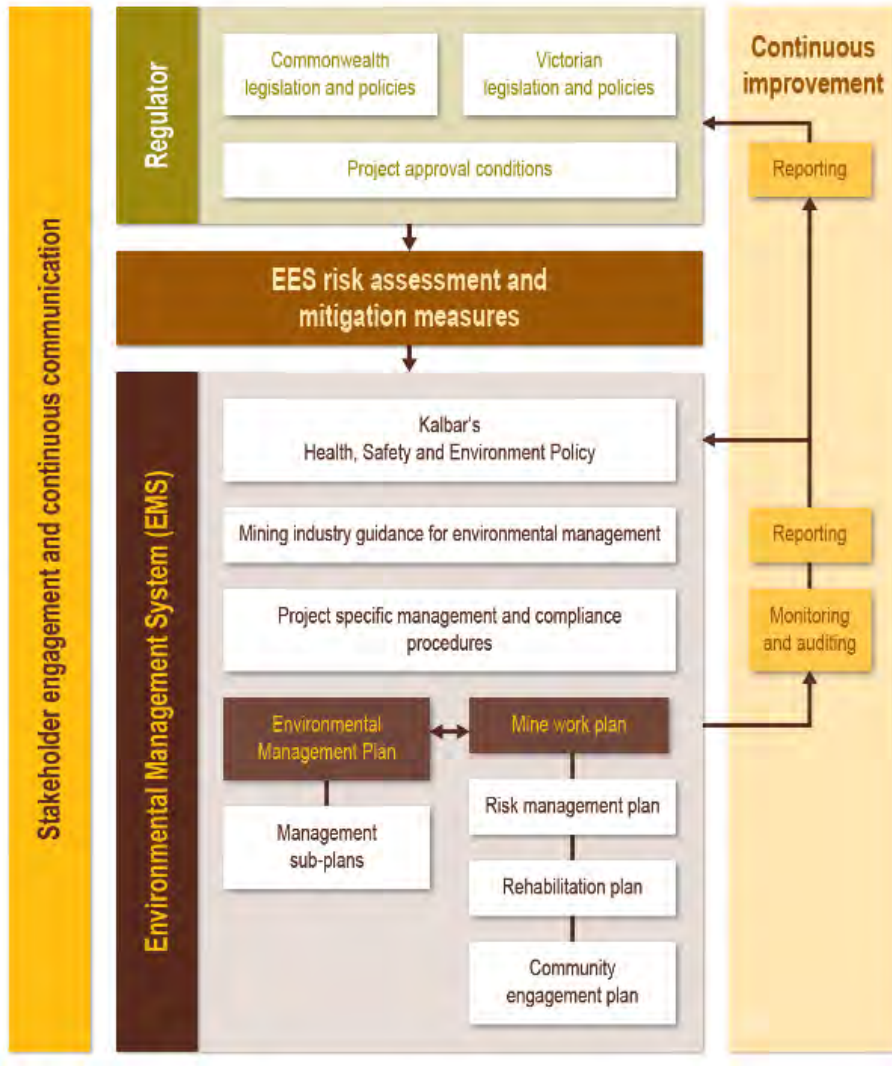 Stakeholder engagement and continuous communication
Regulator
Commonwealth
legislation and policies
Victorian
legislation and policies
Project approval conditions
EES risk assessment and
mitigation measures
Environmental Management System (EMS)
Kalbar's
Health, Safety and Environment Policy
Mining industry guidance for environmental management
Project specific management and compliance
procedures
Environmental
Management Plan
Mine work plan
Management
sub-plans
Risk management plan
Rehabilitation plan
Community
engagement plan
Continuous
improvement
Reporting
Reporting
Monitoring
and auditing